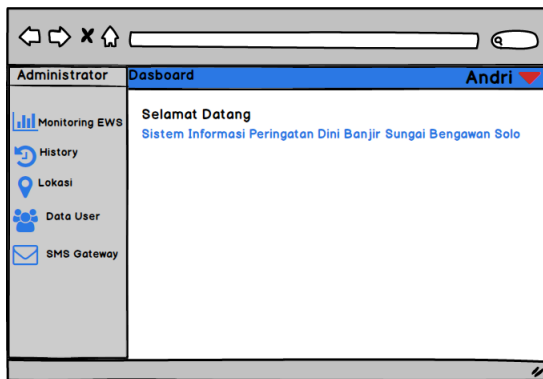 Administrator
Dasboard
Andri
Monitoring EWS
History
Lokasi
Data User
SMS Gateway
Selamat Datang
Sistem Informasi Peringatan Dini Banjir Sungai Bengawan Solo